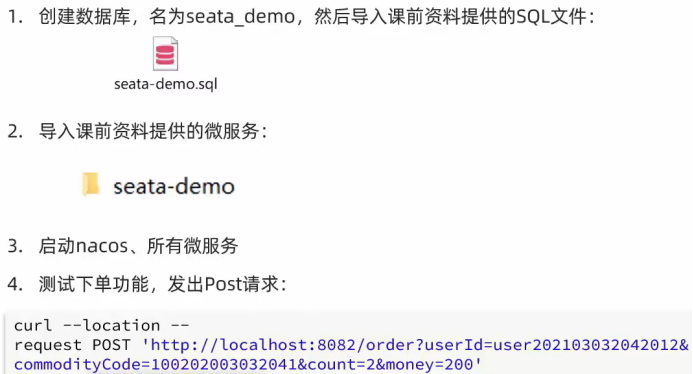 1. 创建数据库，名为seata_demo，然后导入课前资料提供的SQL文件：
seata-demo.sql
2. 导入课前资料提供的微服务：
seata-demo
3. 启动nacos、所有微服务
4. 测试下单功能，发出Post请求：
curl --location --
request POST 'http://localhost:8082/order?userId=user202103032042012&
commodityCode=100202003032041&count=2&money=200'